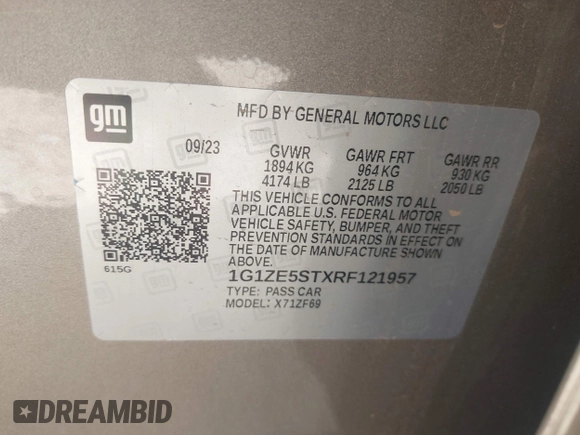 gm
MFD BY GENERAL MOTORS LLC
09/23
GVWR GAWR FRT GAWR RR
1894 KG 964 KG 930 KG
4174 LB 2125 LB 2050 LB
THIS VEHICLE CONFORMS TO ALL
APPLICABLE U.S. FEDERAL MOTOR
VEHICLE SAFETY, BUMPER, AND THEFT
PREVENTION STANDARDS IN EFFECT ON
THE DATE OF MANUFACTURE SHOWN
ABOVE.
615G
1G1ZE5STXRF121957
TYPE: PASS CAR
MODEL: X71ZF69
DREAMBID